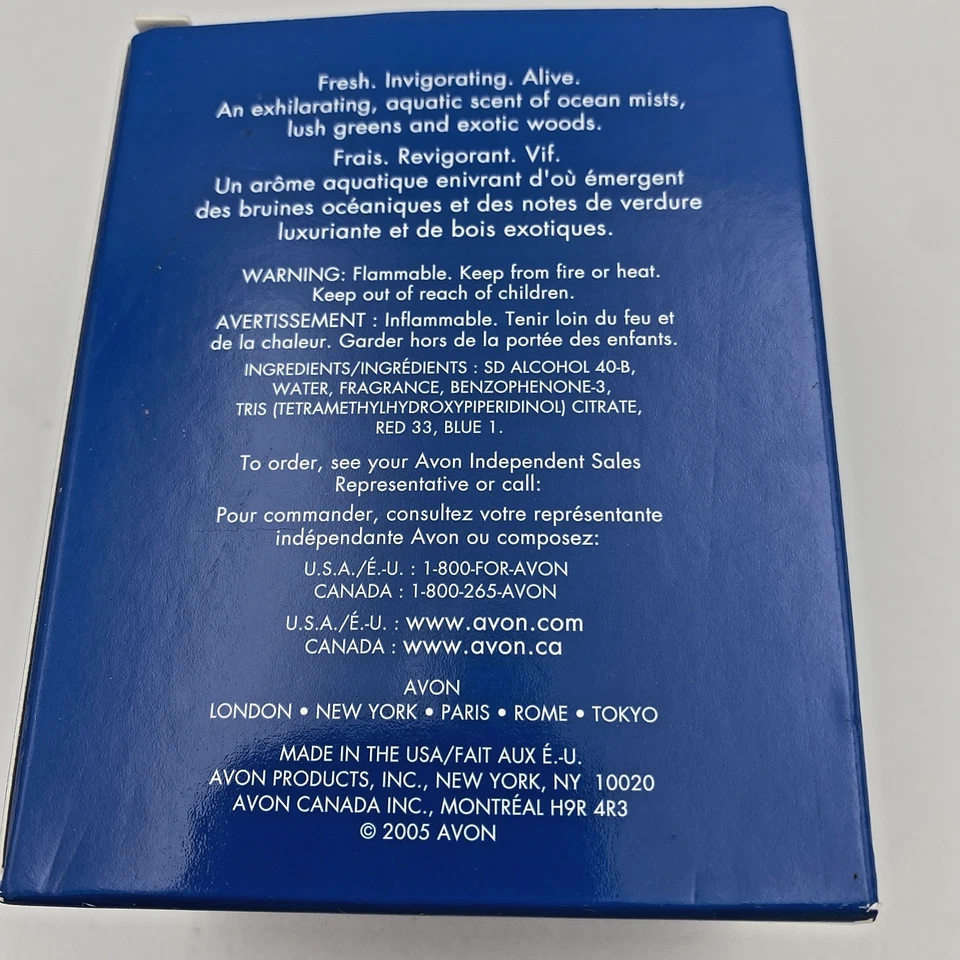 Fresh. Invigorating. Alive.
An exhilarating, aquatic scent of ocean mists,
lush greens and exotic woods.
Frais. Revigorant. Vif.
Un arôme aquatique enivrant d'où émergent
des bruines océaniques et des notes de verdure
luxuriante et de bois exotiques.
WARNING: Flammable. Keep from fire or heat.
Keep out of reach of children.
AVERTISSEMENT : Inflammable. Tenir loin du feu et
de la chaleur. Garder hors de la portée des enfants.
INGREDIENTS/INGRÉDIENTS : SD ALCOHOL 40-B,
WATER, FRAGRANCE, BENZOPHENONE-3,
TRIS (TETRAMETHYLHYDROXYPIPERIDINOL) CITRATE,
RED 33, BLUE 1.
To order, see your Avon Independent Sales
Representative or call:
Pour commander, consultez votre représentante
indépendante Avon ou composez:
U.S.A./É.-U. : 1-800-FOR-AVON
CANADA : 1-800-265-AVON
U.S.A./É.-U. : www.avon.com
CANADA : www.avon.ca
AVON
LONDON • NEW YORK • PARIS • ROME • TOKYO
MADE IN THE USA/FAIT AUX É.-U.
AVON PRODUCTS, INC., NEW YORK, NY 10020
AVON CANADA INC., MONTRÉAL H9R 4R3
© 2005 AVON